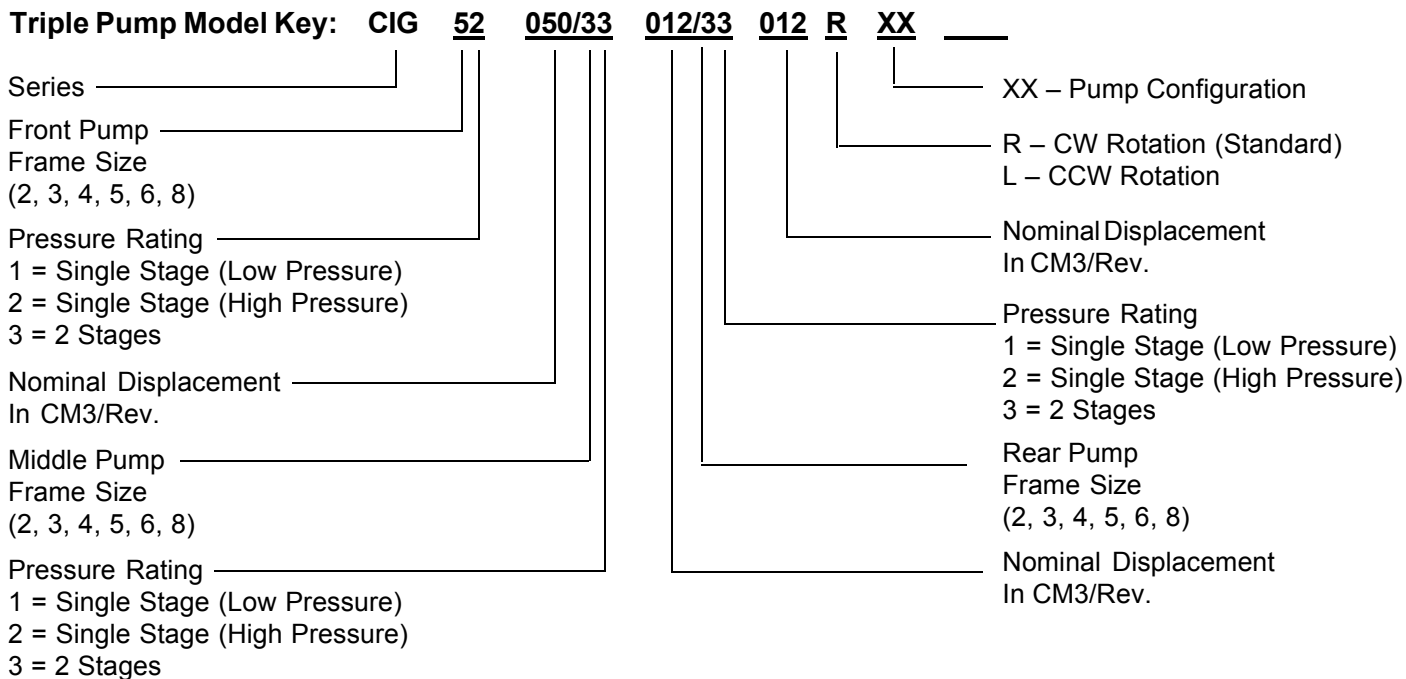 Triple Pump Model Key: CIG 52 050/33 012/33 012 R XX ____
Series
Front Pump
Frame Size
(2, 3, 4, 5, 6, 8)
Pressure Rating
1 = Single Stage (Low Pressure)
2 = Single Stage (High Pressure)
3 = 2 Stages
Nominal Displacement
In CM3/Rev.
Middle Pump
Frame Size
(2, 3, 4, 5, 6, 8)
Pressure Rating
1 = Single Stage (Low Pressure)
2 = Single Stage (High Pressure)
3 = 2 Stages
XX – Pump Configuration
R – CW Rotation (Standard)
L – CCW Rotation
Nominal Displacement
In CM3/Rev.
Pressure Rating
1 = Single Stage (Low Pressure)
2 = Single Stage (High Pressure)
3 = 2 Stages
Rear Pump
Frame Size
(2, 3, 4, 5, 6, 8)
Nominal Displacement
In CM3/Rev.